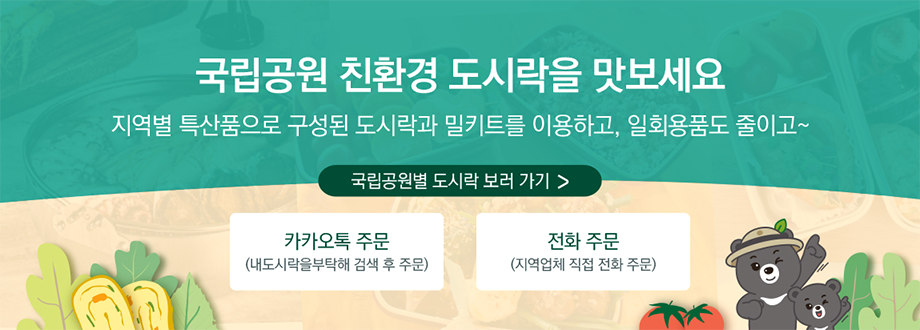 국립공원 친환경 도시락을 맛보세요
지역별 특산품으로 구성된 도시락과 밀키트를 이용하고, 일회용품도 줄이고~
국립공원별 도시락 보러 가기 >
카카오톡 주문
(내도시락을부탁해 검색 후 주문)
전화 주문
(지역업체 직접 전화 주문)